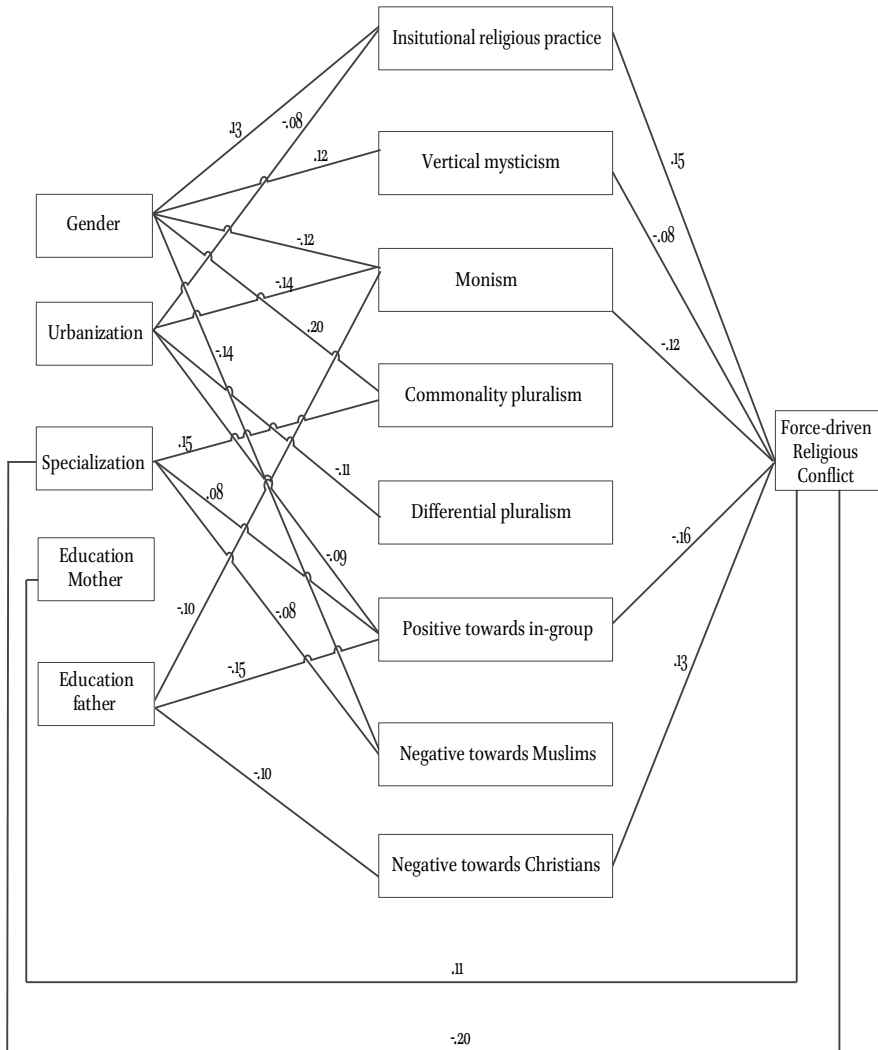 Insitutional religious practice
.13
-.08
Vertical mysticism
.15
.12
Gender
-.08
-.12
Monism
-.14
Urbanization
.20
-.12
-.14
Commonality pluralism
Force-driven
Religious
Conflict
.15
Specialization
-.11
.08
Differential pluralism
-.16
Education
Mother
-.09
-.10
-.08
Positive towards in-group
.13
-.15
Education
father
Negative towards Muslims
-.10
Negative towards Christians
.11
-.20